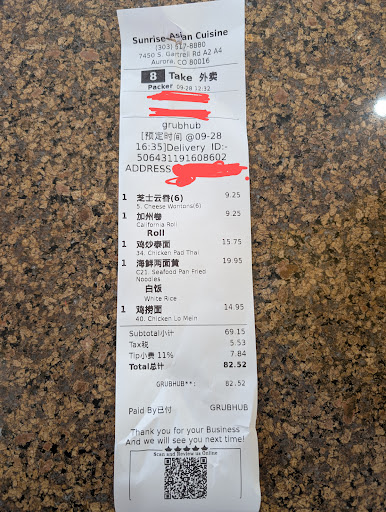 Sunrise Asian Cuisine
(303) 617-8880
7450 S. Gartrell Rd A2 A4
Aurora, CO 80016
8 Take 外卖
Packer 09-28 12:32
grubhub
[预定时间 @09-28
16:35]Delivery ID:-
506431191608602
ADDRESS
1 芝士云吞(6) 9.25
5. Cheese Wontons(6)
1 加州卷 9.25
California Roll
Roll
1 鸡炒泰面 15.75
34. Chicken Pad Thai
1 海鲜两面黄 19.95
C21. Seafood Pan Fried
Noodles
白饭
White Rice
1 鸡捞面 14.95
40. Chicken Lo Mein
Subtotal小计 69.15
Tax税 5.53
Tip小费 11% 7.84
Total总计 82.52
GRUBHUB**: 82.52
Paid By已付 GRUBHUB
Thank you for your Business
And we will see you next time!
Scan and Review us Online